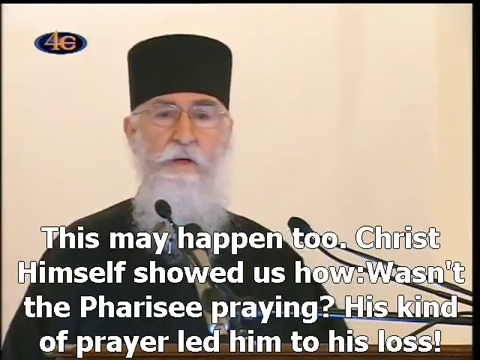 4E
This may happen too. Christ
Himself showed us how:Wasn't
the Pharisee praying? His kind
of prayer led him to his loss!